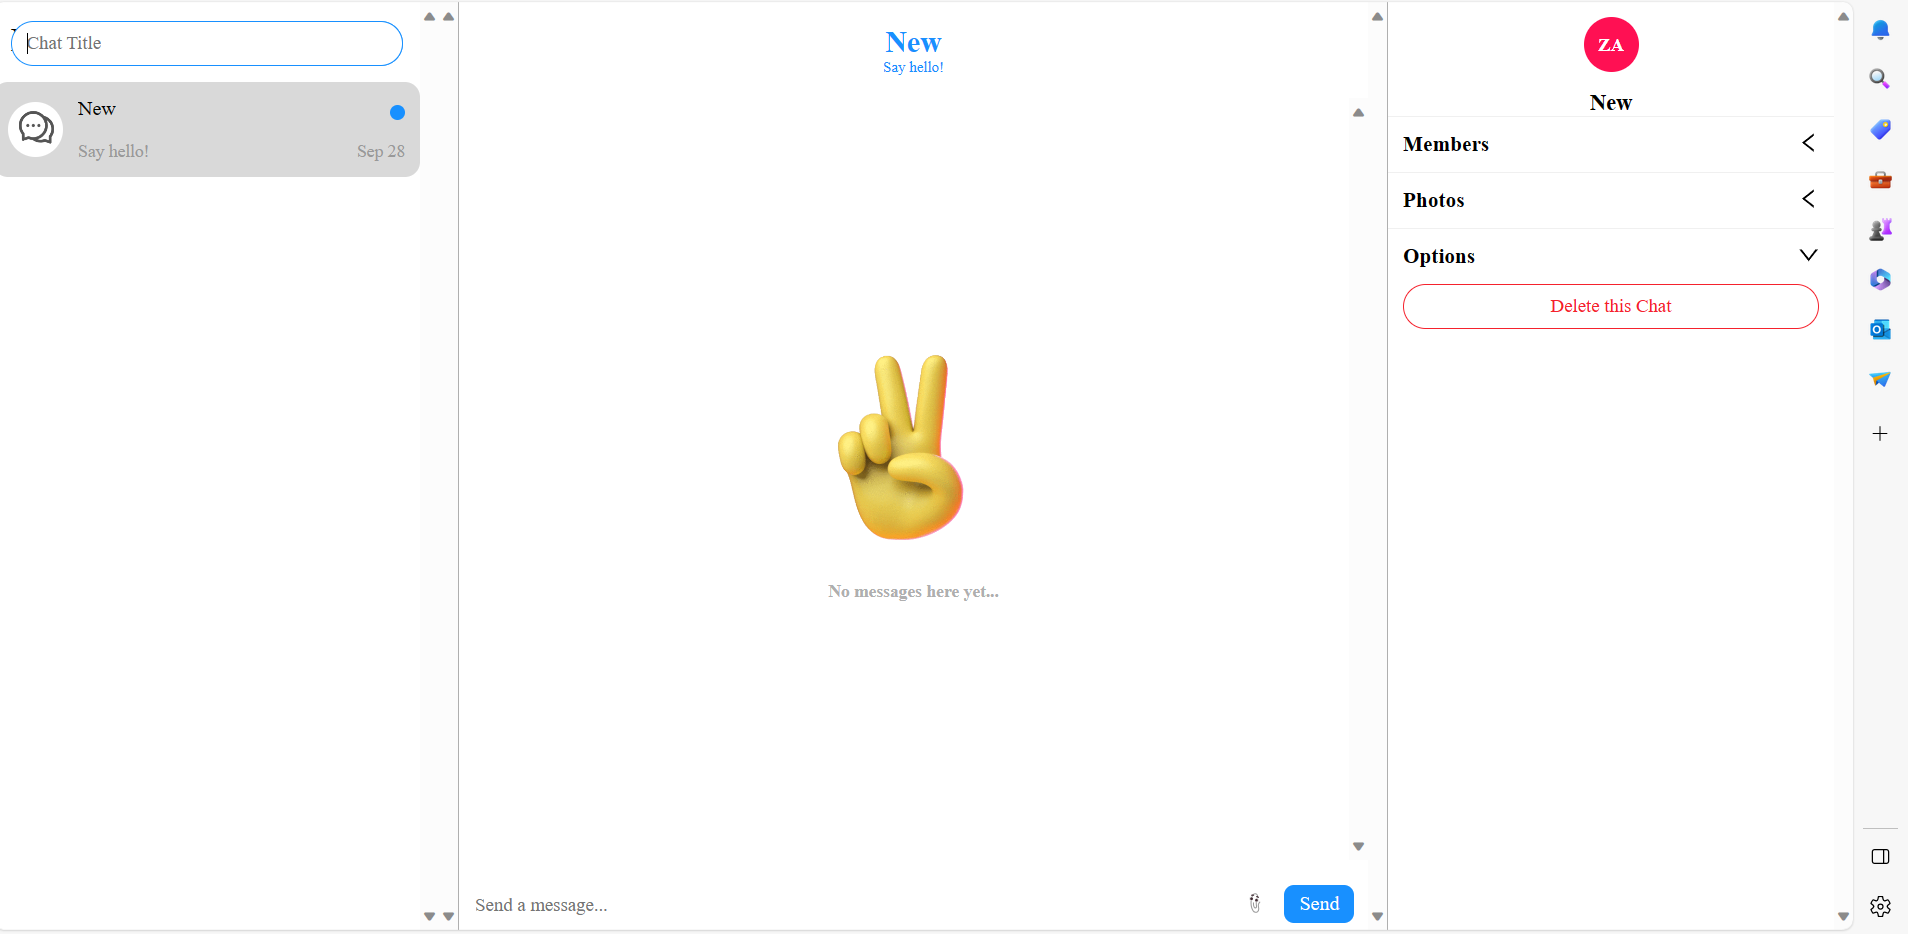 Chat Title
New
Say hello!
Sep 28
New
Say hello!
No messages here yet...
Send a message...
Send
ZA
New
Members
Photos
Options
Delete this Chat